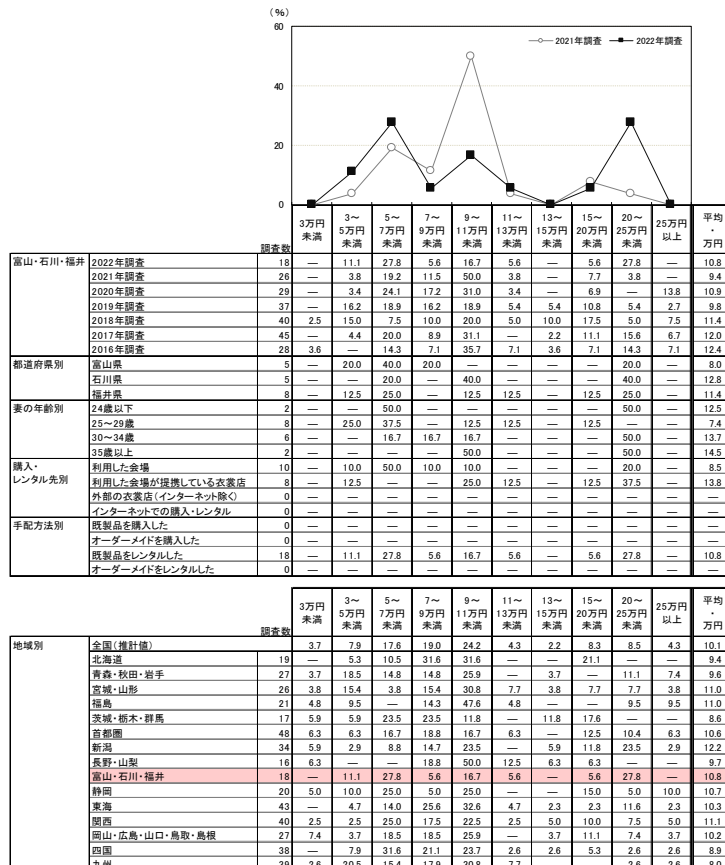 （%）
60
40
20
0
2021年調査 2022年調査
調査数 3万円未満 3～5万円未満 5～7万円未満 7～9万円未満 9～11万円未満 11～13万円未満 13～15万円未満 15～20万円未満 20～25万円未満 25万円以上 平均・万円
富山・石川・福井 2022年調査 18 — 11.1 27.8 5.6 16.7 5.6 — 5.6 27.8 — 10.8
2021年調査 26 — 3.8 19.2 11.5 50.0 3.8 — 7.7 3.8 — 9.4
2020年調査 29 — 3.4 24.1 17.2 31.0 3.4 — 6.9 — 13.8 10.9
2019年調査 37 — 16.2 18.9 16.2 18.9 5.4 5.4 10.8 5.4 2.7 9.8
2018年調査 40 2.5 15.0 7.5 10.0 20.0 5.0 10.0 17.5 5.0 7.5 11.4
2017年調査 45 — 4.4 20.0 8.9 31.1 — 2.2 11.1 15.6 6.7 12.0
2016年調査 28 3.6 — 14.3 7.1 35.7 7.1 3.6 7.1 14.3 7.1 12.4
都道府県別 富山県 5 — 20.0 40.0 20.0 — — — — 20.0 — 8.0
石川県 5 — — 20.0 — 40.0 — — — 40.0 — 12.8
福井県 8 — 12.5 25.0 — 12.5 12.5 — 12.5 25.0 — 11.4
妻の年齢別 24歳以下 2 — — 50.0 — — — — — 50.0 — 12.5
25～29歳 8 — 25.0 37.5 — 12.5 12.5 — 12.5 — — 7.4
30～34歳 6 — — 16.7 16.7 16.7 — — — 50.0 — 13.7
35歳以上 2 — — — — 50.0 — — — 50.0 — 14.5
購入・レンタル先別 利用した会場 10 — 10.0 50.0 10.0 10.0 — — — 20.0 — 8.5
利用した会場が提携している衣裳店 8 — 12.5 — — 25.0 12.5 — 12.5 37.5 — 13.8
外部の衣裳店（インターネット除く） 0 — — — — — — — — — — —
インターネットでの購入・レンタル 0 — — — — — — — — — — —
手配方法別 既製品を購入した 0 — — — — — — — — — — —
オーダーメイドを購入した 0 — — — — — — — — — — —
既製品をレンタルした 18 — 11.1 27.8 5.6 16.7 5.6 — 5.6 27.8 — 10.8
オーダーメイドをレンタルした 0 — — — — — — — — — — —
調査数 3万円未満 3～5万円未満 5～7万円未満 7～9万円未満 9～11万円未満 11～13万円未満 13～15万円未満 15～20万円未満 20～25万円未満 25万円以上 平均・万円
地域別 全国（推計値） 3.7 7.9 17.6 19.0 24.2 4.3 2.2 8.3 8.5 4.3 10.1
北海道 19 — 5.3 10.5 31.6 31.6 — — 21.1 — — 9.4
青森・秋田・岩手 27 3.7 18.5 14.8 14.8 25.9 — 3.7 — 11.1 7.4 9.6
宮城・山形 26 3.8 15.4 3.8 15.4 30.8 7.7 3.8 7.7 7.7 3.8 11.0
福島 21 4.8 9.5 — 14.3 47.6 4.8 — — 9.5 9.5 11.0
茨城・栃木・群馬 17 5.9 5.9 23.5 23.5 11.8 — 11.8 17.6 — — 8.6
首都圏 48 6.3 6.3 16.7 18.8 16.7 6.3 — 12.5 10.4 6.3 10.6
新潟 34 5.9 2.9 8.8 14.7 23.5 — 5.9 11.8 23.5 2.9 12.2
長野・山梨 16 6.3 — — 18.8 50.0 12.5 6.3 6.3 — — 9.7
富山・石川・福井 18 — 11.1 27.8 5.6 16.7 5.6 — 5.6 27.8 — 10.8
静岡 20 5.0 10.0 25.0 5.0 25.0 — — 15.0 5.0 10.0 10.7
東海 43 — 4.7 14.0 25.6 32.6 4.7 2.3 2.3 11.6 2.3 10.3
関西 40 2.5 2.5 25.0 17.5 22.5 2.5 5.0 10.0 7.5 5.0 11.1
岡山・広島・山口・鳥取・島根 27 7.4 3.7 18.5 18.5 25.9 — 3.7 11.1 7.4 3.7 10.2
四国 38 — 7.9 31.6 21.1 23.7 2.6 2.6 5.3 2.6 2.6 8.9
九州 39 2.6 20.5 15.4 17.9 30.8 7.7 — — 2.6 2.6